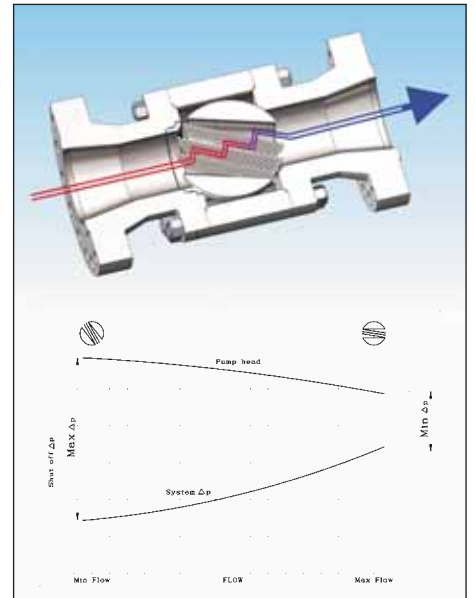 Pump head
Shut off Δp
Max Δp
Min Δp
System Δp
Min Flow
FLOW
Max Flow